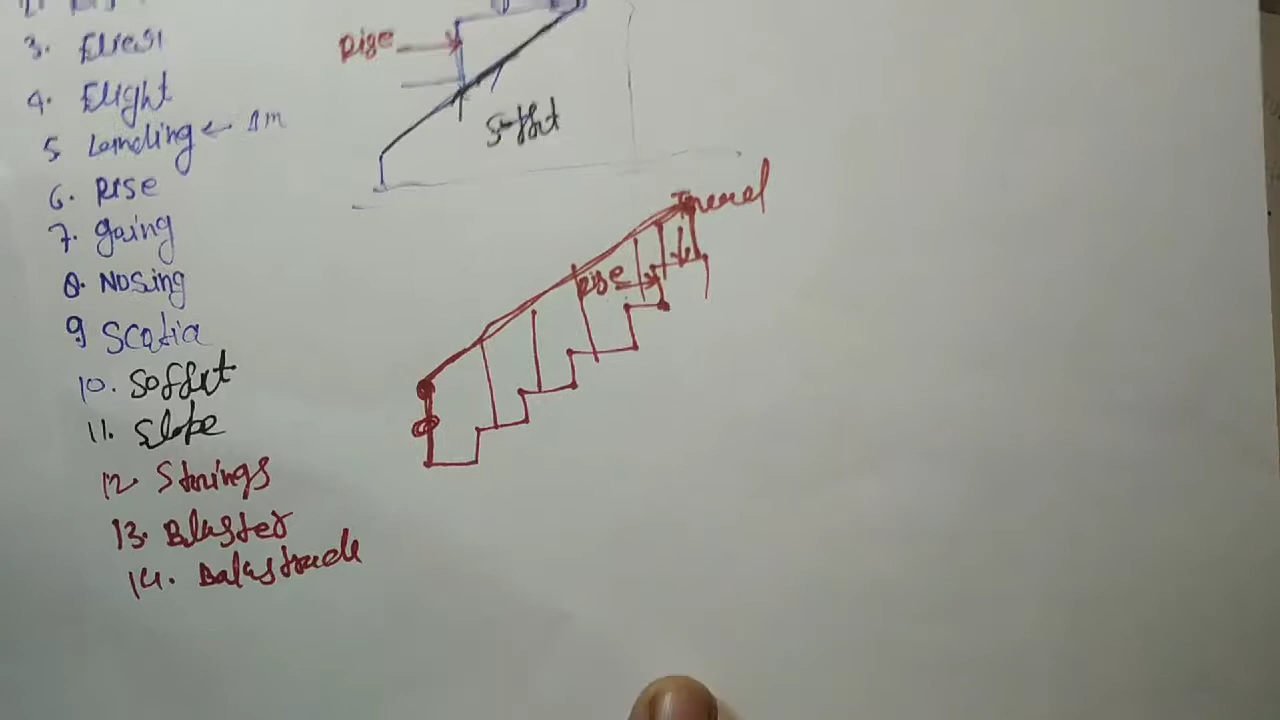 Rise
3. Flier
4. Flight
Soffit
5 Landing ← 1m
6. Rise
7. going
8. Nosing
9 Scotia
10. Soffit
11. Slope
12 Strings
13. Blaster
14. Balustrade
Tread
Rise